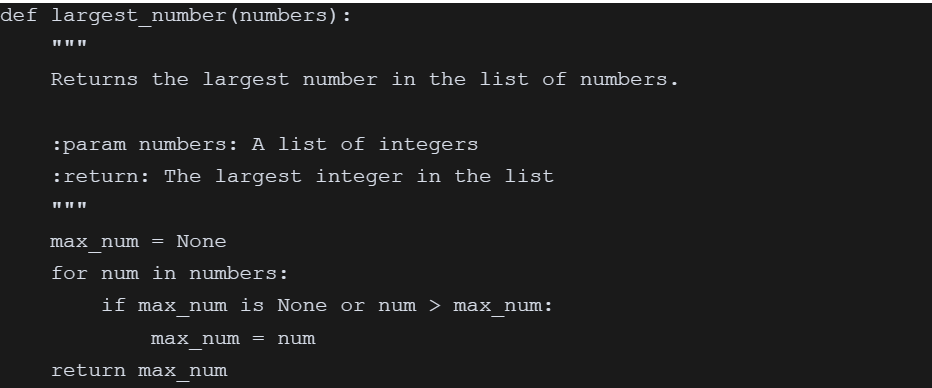 def largest_number(numbers):
    """
    Returns the largest number in the list of numbers.

    :param numbers: A list of integers
    :return: The largest integer in the list
    """
    max_num = None
    for num in numbers:
        if max_num is None or num > max_num:
            max_num = num
    return max_num